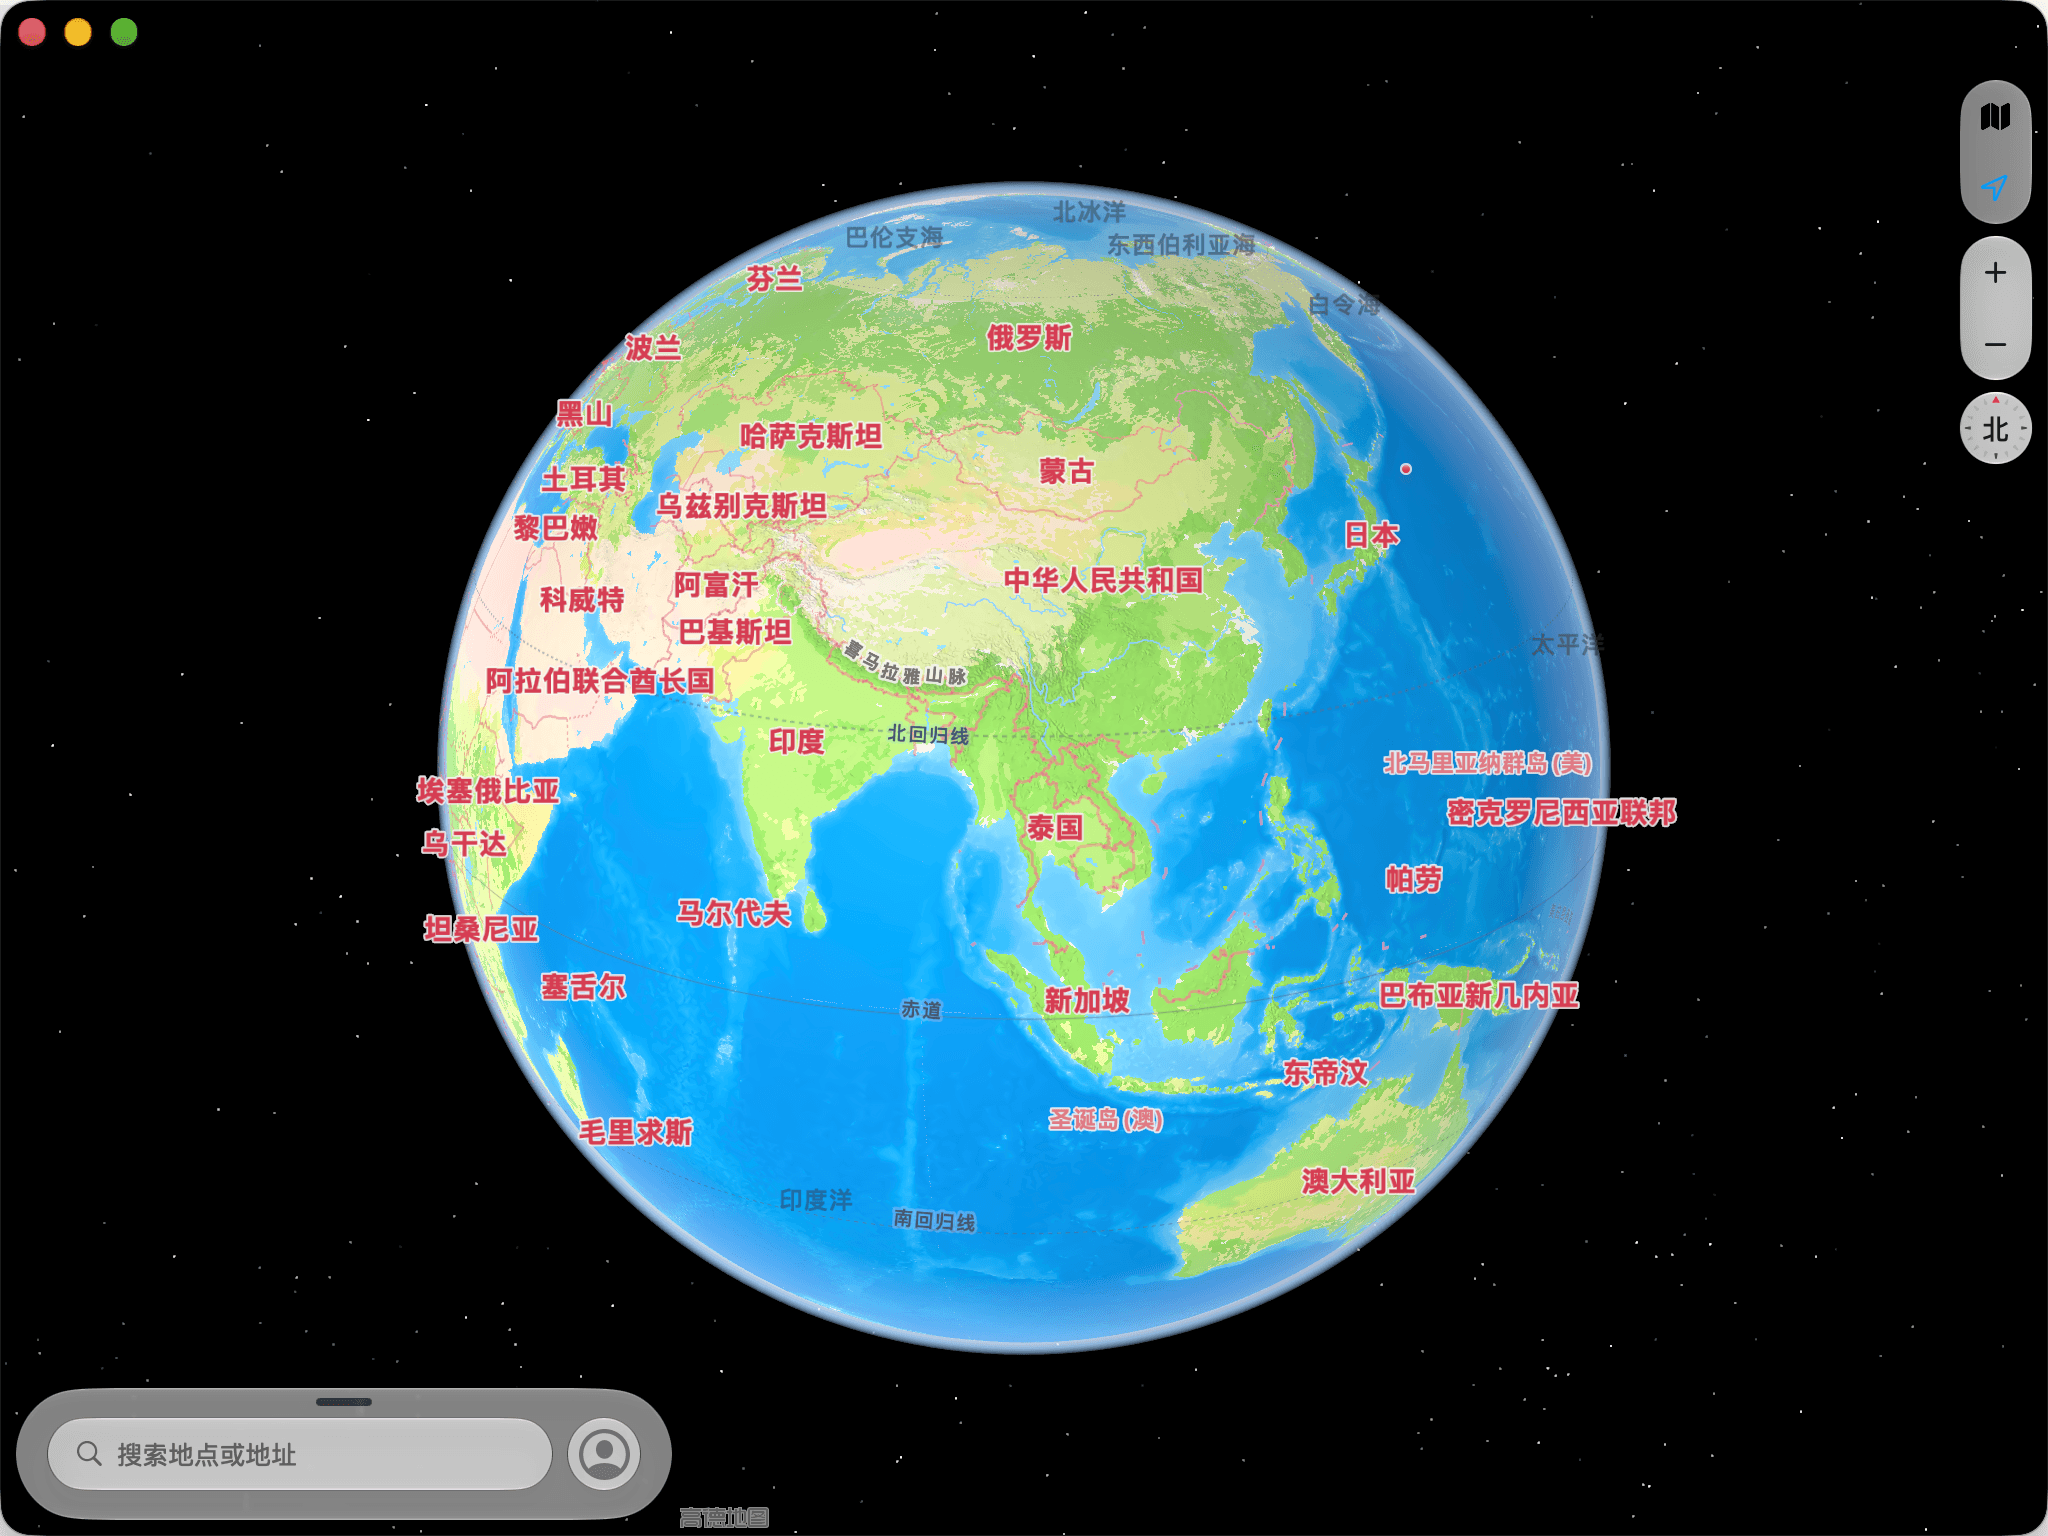 北冰洋
巴伦支海
东西伯利亚海
芬兰
白令海
俄罗斯
波兰
黑山
哈萨克斯坦
蒙古
土耳其
乌兹别克斯坦
黎巴嫩
日本
中华人民共和国
阿富汗
科威特
巴基斯坦
太平洋
喜马拉雅山脉
阿拉伯联合酋长国
北回归线
印度
北马里亚纳群岛(美)
埃塞俄比亚
密克罗尼西亚联邦
泰国
乌干达
帕劳
马尔代夫
坦桑尼亚
塞舌尔
巴布亚新几内亚
新加坡
赤道
东帝汶
圣诞岛(澳)
毛里求斯
澳大利亚
印度洋
南回归线
北
搜索地点或地址
高德地图